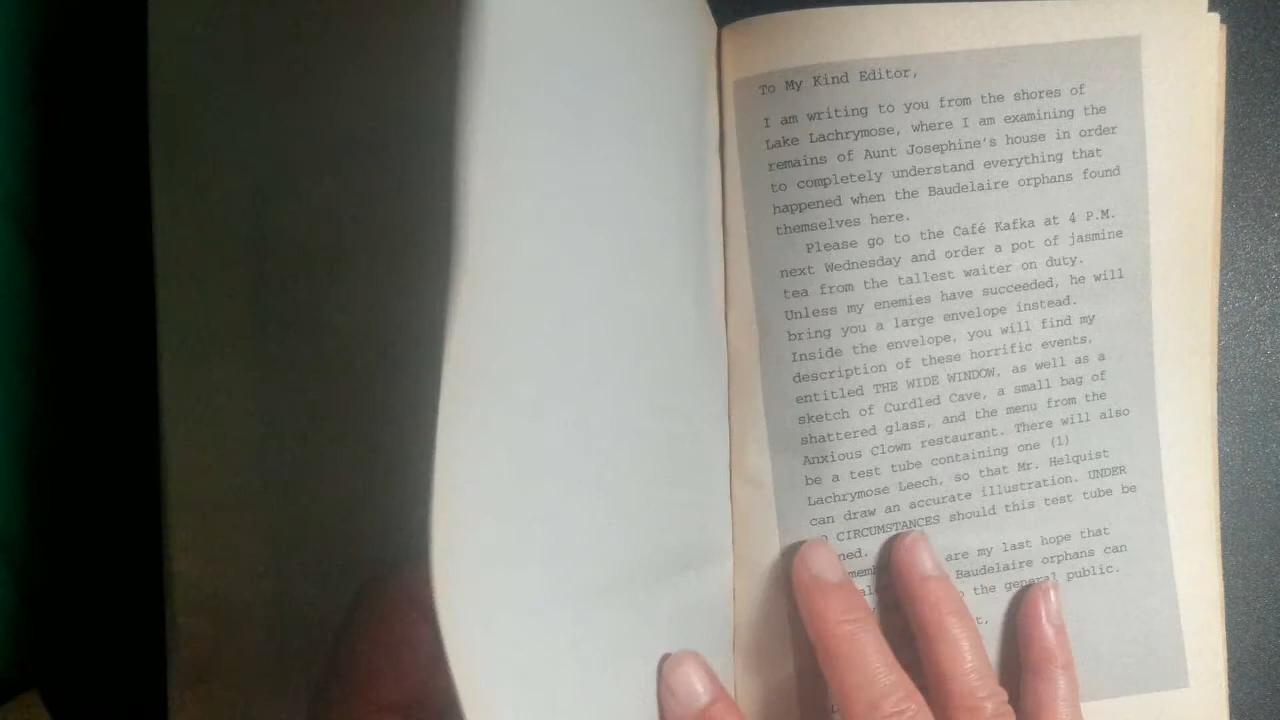 To My Kind Editor,
I am writing to you from the shores of
Lake Lachrymose, where I am examining the
remains of Aunt Josephine's house in order
to completely understand everything that
happened when the Baudelaire orphans found
themselves here.
Please go to the Café Kafka at 4 P.M.
next Wednesday and order a pot of jasmine
tea from the tallest waiter on duty.
Unless my enemies have succeeded, he will
bring you a large envelope instead.
Inside the envelope, you will find my
description of these horrific events,
entitled THE WIDE WINDOW, as well as a
sketch of Curdled Cave, a small bag of
shattered glass, and the menu from the
Anxious Clown restaurant. There will also
be a test tube containing one (1)
Lachrymose Leech, so that Mr. Helquist
can draw an accurate illustration. UNDER
CIRCUMSTANCES should this test tube be
are my last hope that
Baudelaire orphans can
the general public.